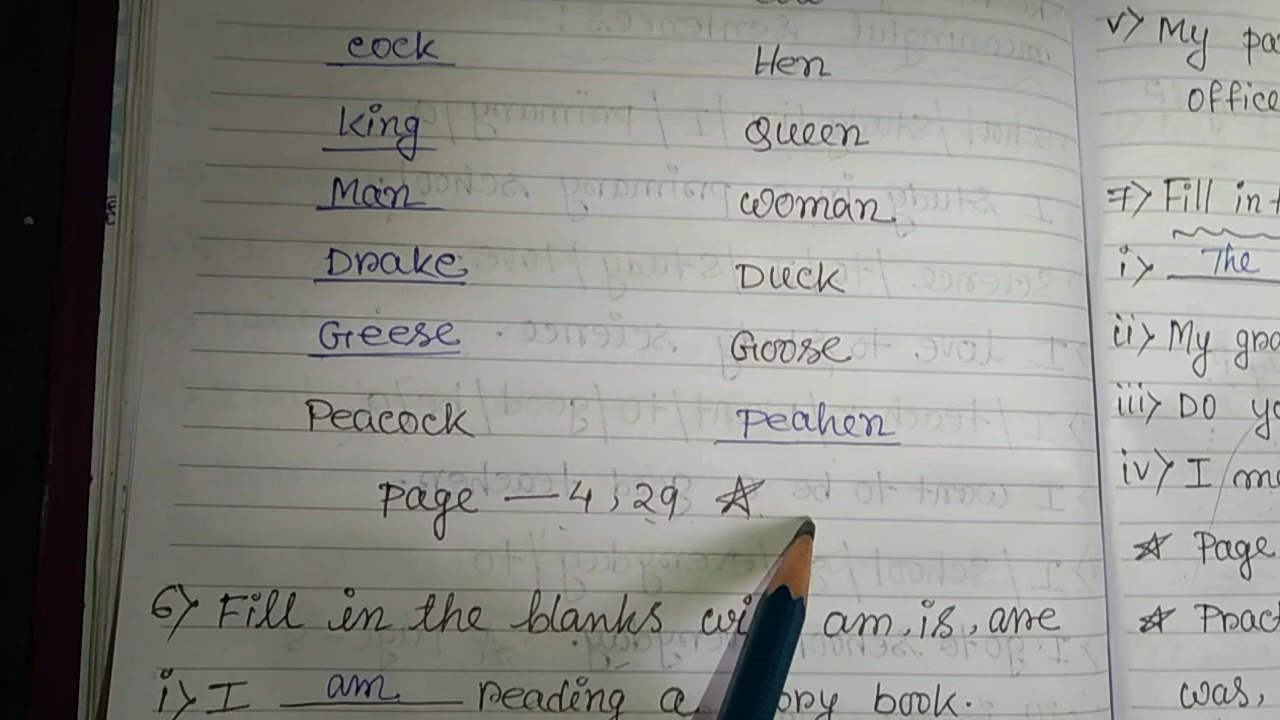 cock Hen
King Queen
Man woman
Drake Duck
Geese Goose
Peacock Peahen
Page — 4, 29 ☆
6) Fill in the blanks am, is, are
i) I am reading a book.
v) My
office
7) Fill in
i) The
ii) My
iii) Do
iv) I
☆ Page
☆
was,